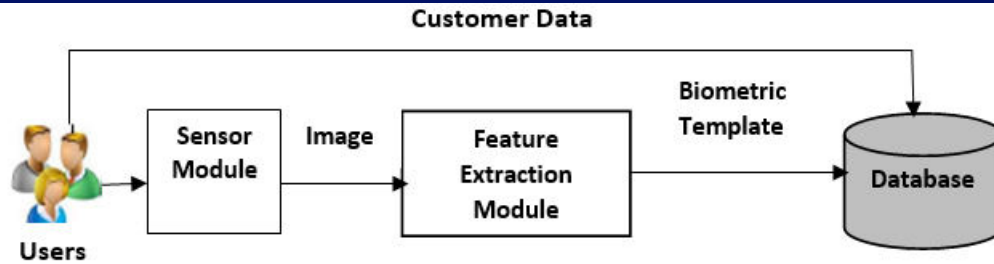 Customer Data
Users
Sensor
Module
Image
Feature
Extraction
Module
Biometric
Template
Database